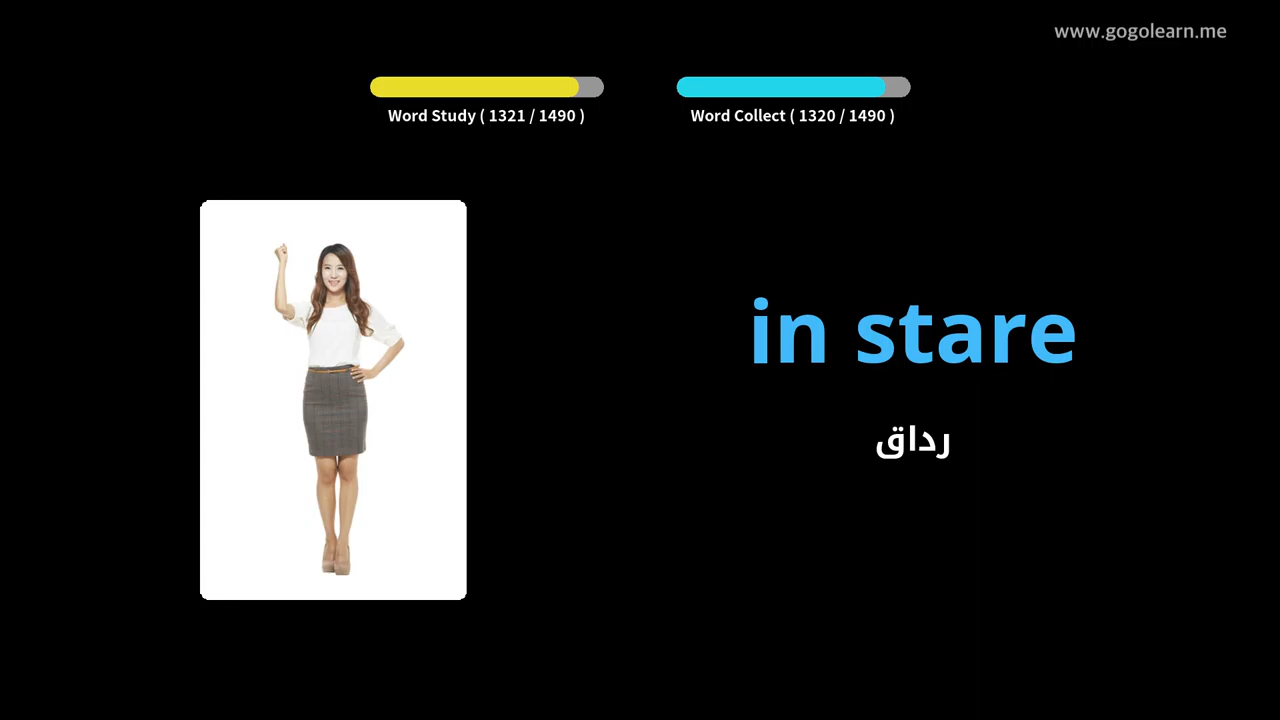 www.gogolearn.me
Word Study ( 1321 / 1490 )
Word Collect ( 1320 / 1490 )
in stare
رداق